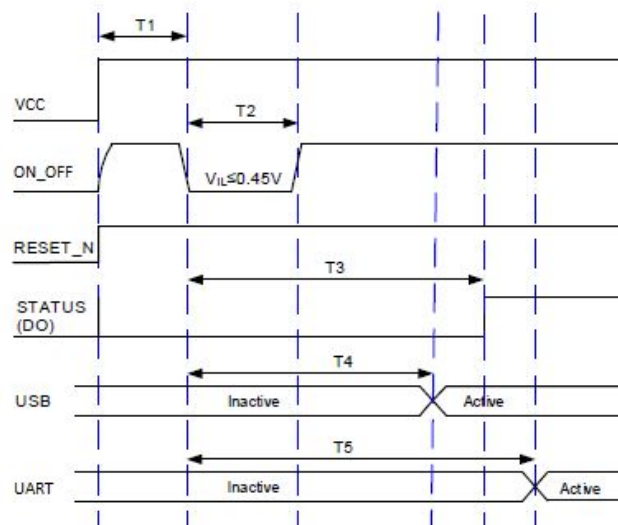 T1
VCC
T2
ON_OFF
VIL≤0.45V
RESET_N
T3
STATUS
(DO)
T4
USB
Inactive
Active
T5
UART
Inactive
Active